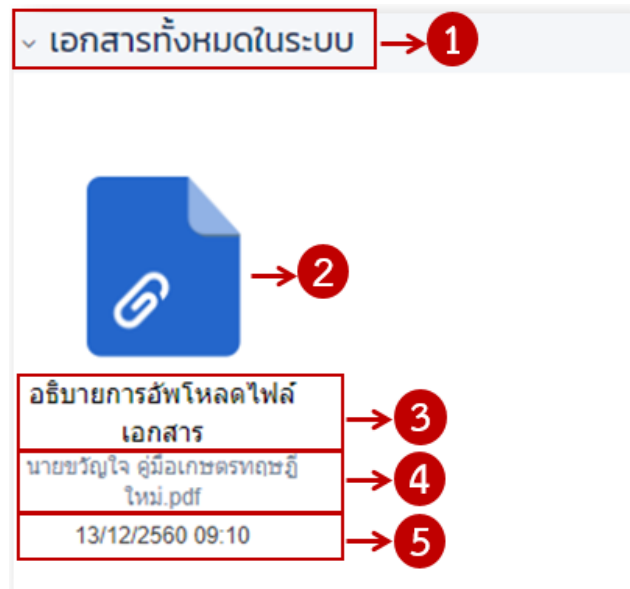 เอกสารทั้งหมดในระบบ 1
2
อธิบายการอัพโหลดไฟล์
เอกสาร
3
นายขวัญใจ คู่มือเกษตรทฤษฎี
ใหม่.pdf
4
13/12/2560 09:10 5